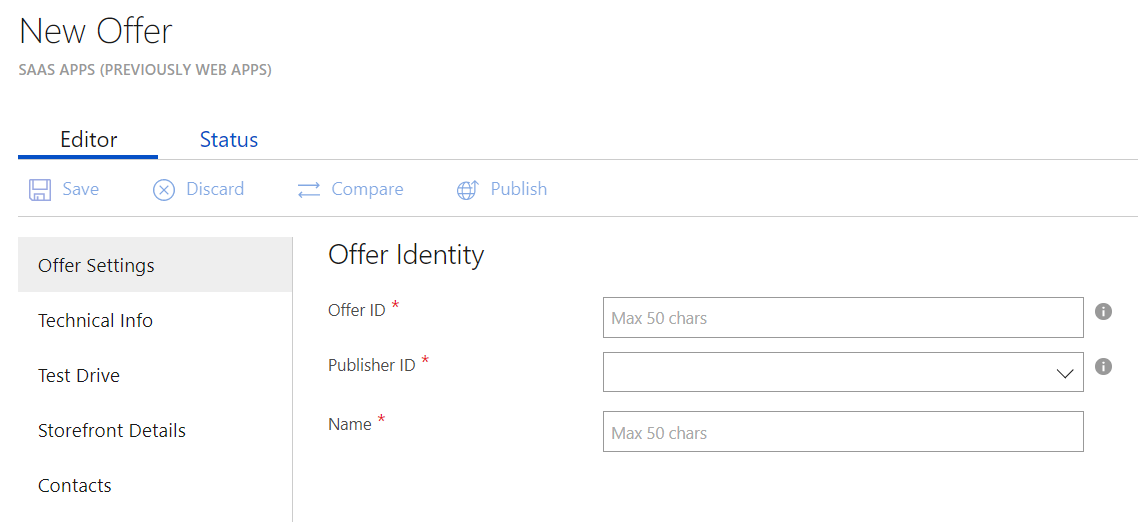 New Offer
SAAS APPS (PREVIOUSLY WEB APPS)
Editor Status
Save Discard Compare Publish
Offer Settings
Technical Info
Test Drive
Storefront Details
Contacts
Offer Identity
Offer ID * Max 50 chars
Publisher ID *
Name * Max 50 chars